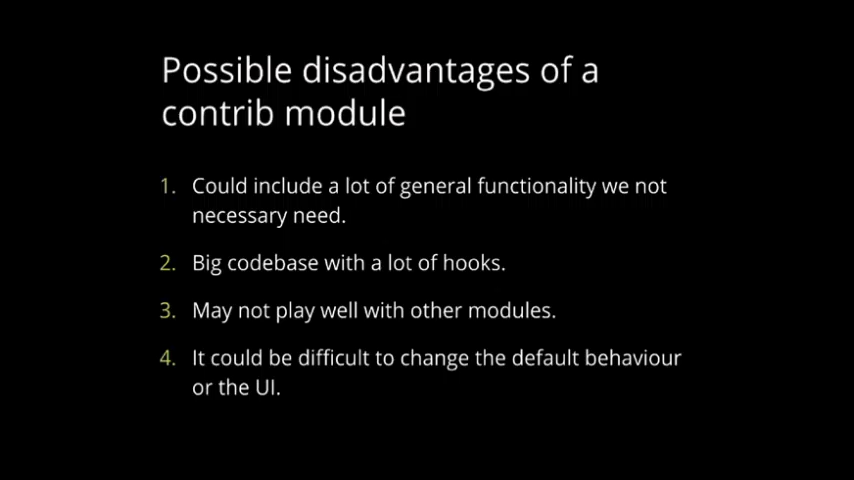 Possible disadvantages of a
contrib module
1. Could include a lot of general functionality we not
necessary need.
2. Big codebase with a lot of hooks.
3. May not play well with other modules.
4. It could be difficult to change the default behaviour
or the UI.